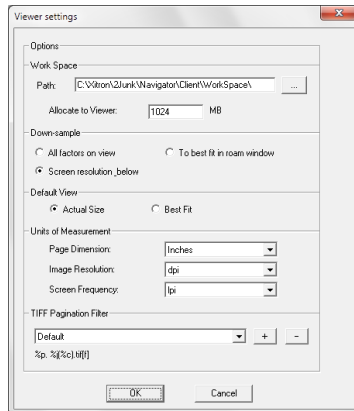 Viewer settings
Options
Work Space
Path: C:\Xitron\2Junk\Navigator\Client\WorkSpace\ ...
Allocate to Viewer: 1024 MB
Down-sample
All factors on view To best fit in roam window
Screen resolution ,below
Default View
Actual Size Best Fit
Units of Measurement
Page Dimension: Inches
Image Resolution: dpi
Screen Frequency: lpi
TIFF Pagination Filter
Default + -
%p. %j(%c).tif[f]
OK Cancel